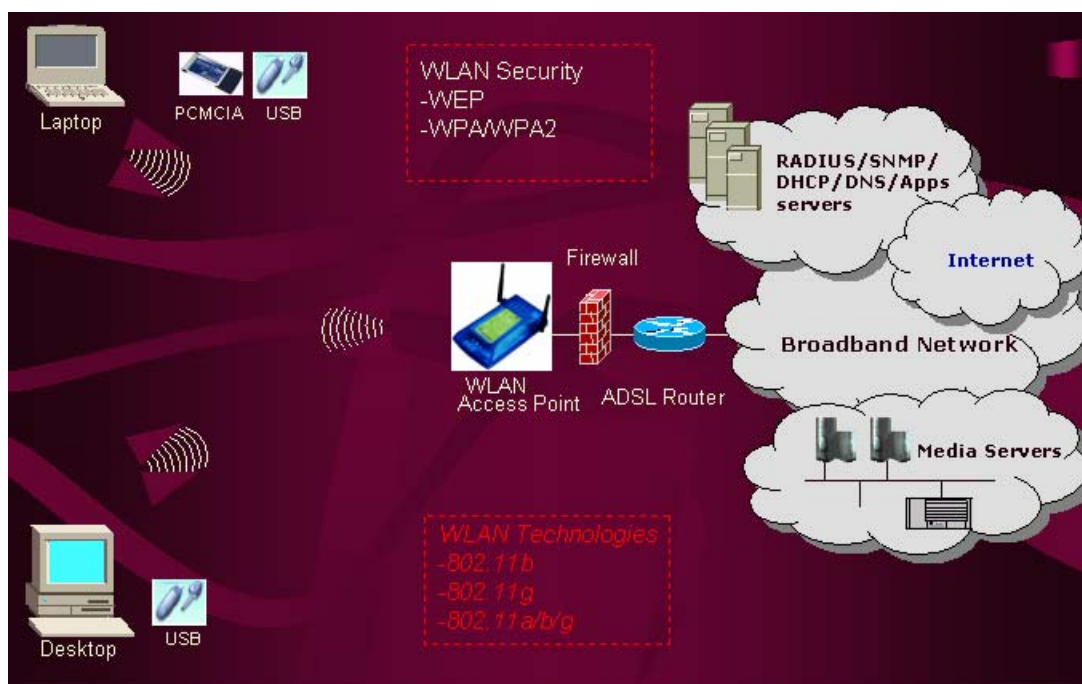 Laptop
PCMCIA
USB
WLAN Security
-WEP
-WPA/WPA2
RADIUS/SNMP/
DHCP/DNS/Apps
servers
Internet
Firewall
Broadband Network
WLAN
Access Point
ADSL Router
Media Servers
WLAN Technologies
-802.11b
-802.11g
-802.11a/b/g
Desktop
USB